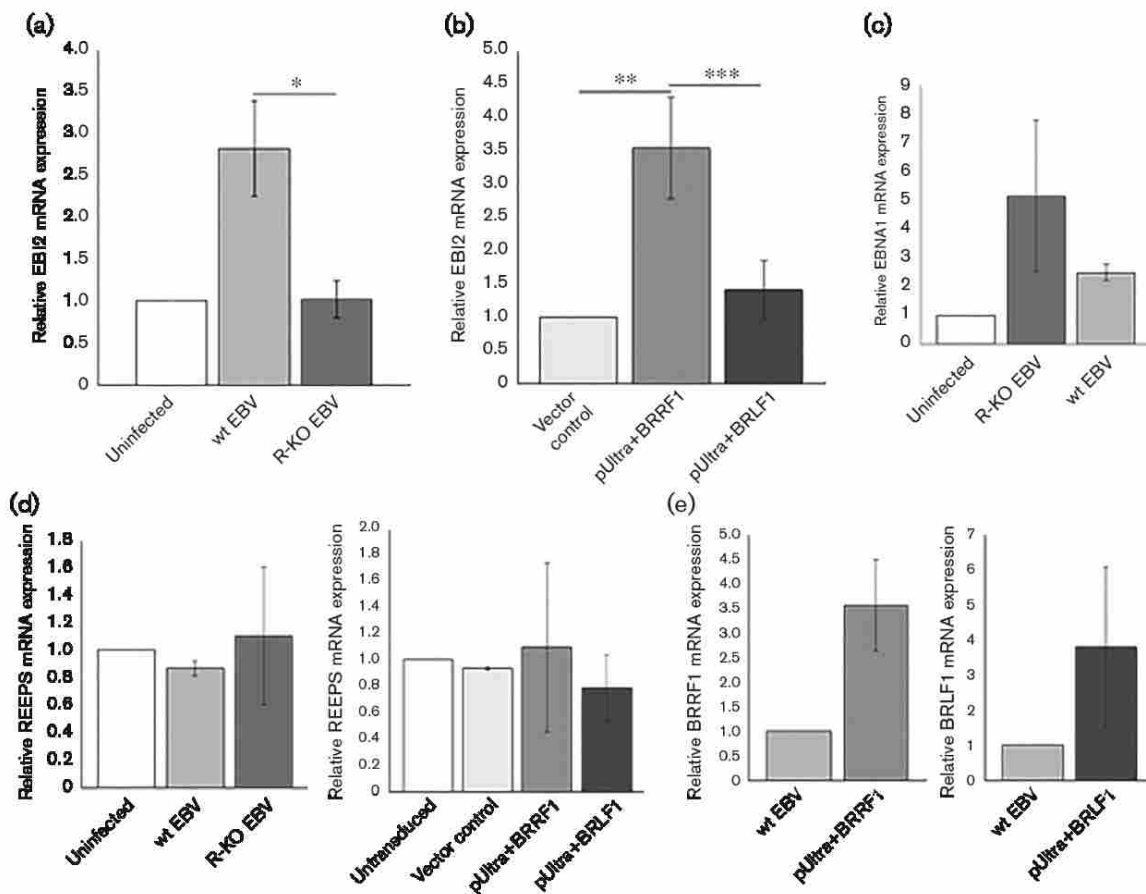 (a)
Relative EBI2 mRNA expression
4.0
3.5
3.0
2.5
2.0
1.5
1.0
0.5
0
*
Uninfected
wt EBV
R-KO EBV
(b)
Relative EBI2 mRNA expression
5.0
4.5
4.0
3.5
3.0
2.5
2.0
1.5
1.0
0.5
0
**
***
Vector
control
pUltra+BRRF1
pUltra+BRLF1
(c)
Relative EBNA1 mRNA expression
9
8
7
6
5
4
3
2
1
0
Uninfected
R-KO EBV
wt EBV
(d)
Relative REEPS mRNA expression
1.8
1.6
1.4
1.2
1.0
0.8
0.6
0.4
0.2
0
Uninfected
wt EBV
R-KO EBV
Relative REEPS mRNA expression
2.0
1.8
1.6
1.4
1.2
1.0
0.8
0.6
0.4
0.2
0
Untransduced
Vector control
pUltra+BRRF1
pUltra+BRLF1
(e)
Relative BRRF1 mRNA expression
5.0
4.5
4.0
3.5
3.0
2.5
2.0
1.5
1.0
0.5
0
wt EBV
pUltra+BRRF1
Relative BRLF1 mRNA expression
7
6
5
4
3
2
1
0
wt EBV
pUltra+BRLF1